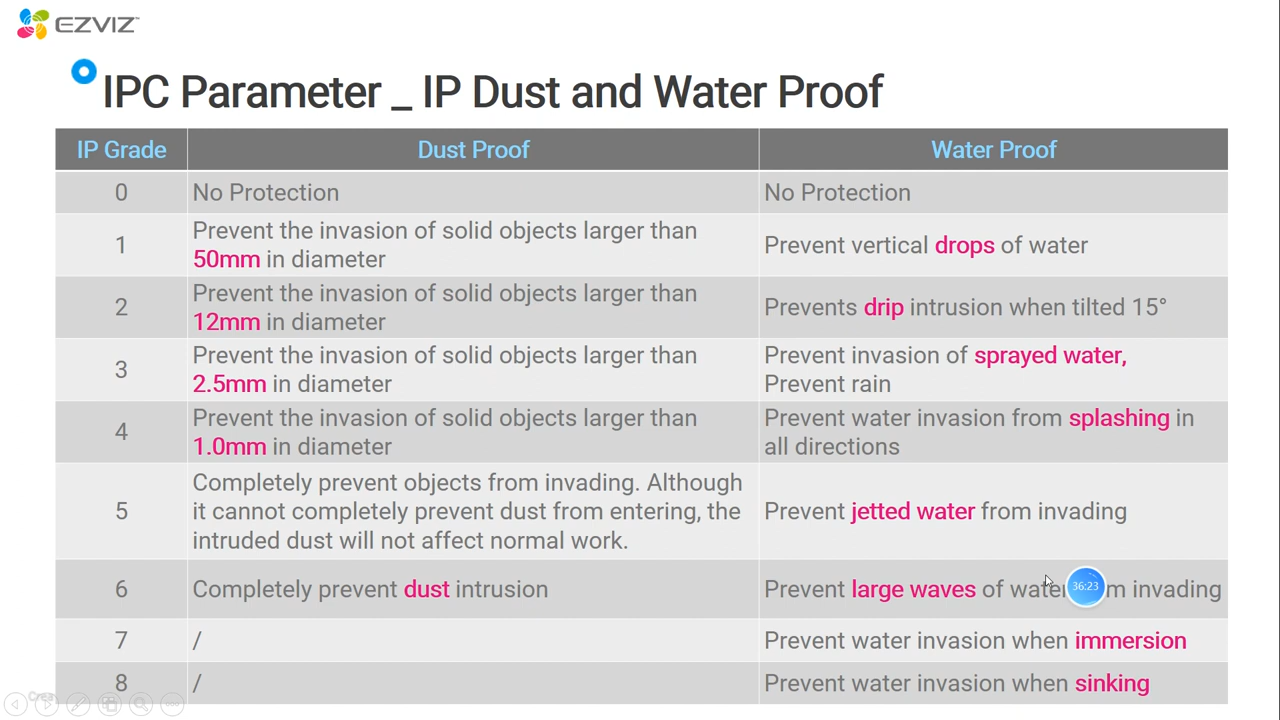 EZVIZ
IPC Parameter _ IP Dust and Water Proof
IP Grade Dust Proof Water Proof
0 No Protection No Protection
1 Prevent the invasion of solid objects larger than
50mm in diameter
Prevent vertical drops of water
2 Prevent the invasion of solid objects larger than
12mm in diameter
Prevents drip intrusion when tilted 15°
3 Prevent the invasion of solid objects larger than
2.5mm in diameter
Prevent invasion of sprayed water,
Prevent rain
4 Prevent the invasion of solid objects larger than
1.0mm in diameter
Prevent water invasion from splashing in
all directions
5 Completely prevent objects from invading. Although
it cannot completely prevent dust from entering, the
intruded dust will not affect normal work.
Prevent jetted water from invading
6 Completely prevent dust intrusion
Prevent large waves of water invading
36:23
7 / Prevent water invasion when immersion
8 / Prevent water invasion when sinking